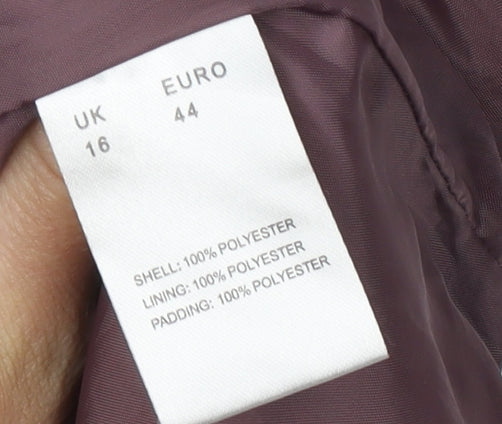 UK EURO
16 44
SHELL: 100% POLYESTER
LINING: 100% POLYESTER
PADDING: 100% POLYESTER